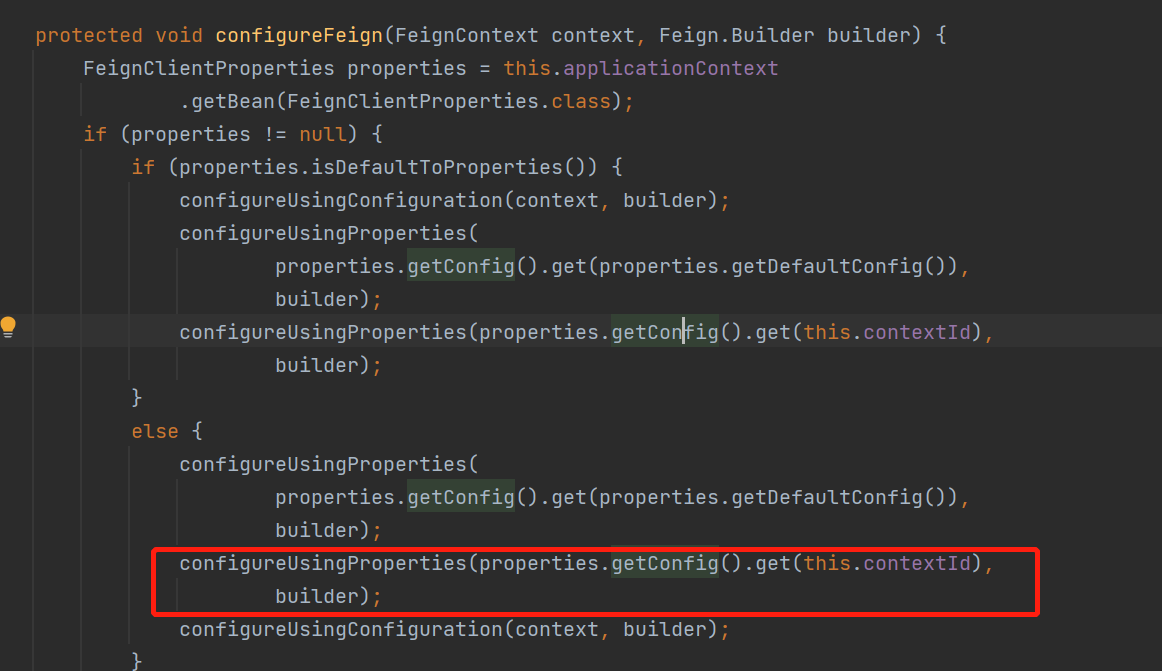 protected void configureFeign(FeignContext context, Feign.Builder builder) {
FeignClientProperties properties = this.applicationContext
.getBean(FeignClientProperties.class);
if (properties != null) {
if (properties.isDefaultToProperties()) {
configureUsingConfiguration(context, builder);
configureUsingProperties(
properties.getConfig().get(properties.getDefaultConfig()),
builder);
configureUsingProperties(properties.getConfig().get(this.contextId),
builder);
}
else {
configureUsingProperties(
properties.getConfig().get(properties.getDefaultConfig()),
builder);
configureUsingProperties(properties.getConfig().get(this.contextId),
builder);
configureUsingConfiguration(context, builder);
}